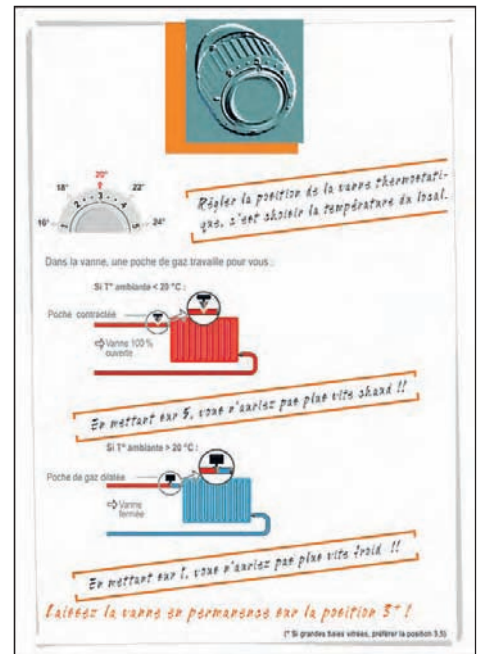 20°
18° 22°
2 3 4
16° 1 5 24°
Régler la position de la vanne thermostati-
que, c'est choisir la température du local.
Dans la vanne, une poche de gaz travaille pour vous :
Si T° ambiante < 20 °C :
Poche contractée
Vanne 100 %
ouverte
En mettant sur 5, vous n'auriez pas plus vite chaud !!
Si T° ambiante > 20 °C :
Poche de gaz dilatée
Vanne
fermée
En mettant sur 1, vous n'auriez pas plus vite froid !!
Laissez la vanne en permanence sur la position 3* !
(* Si grandes baies vitrées, préférer la position 3,5)